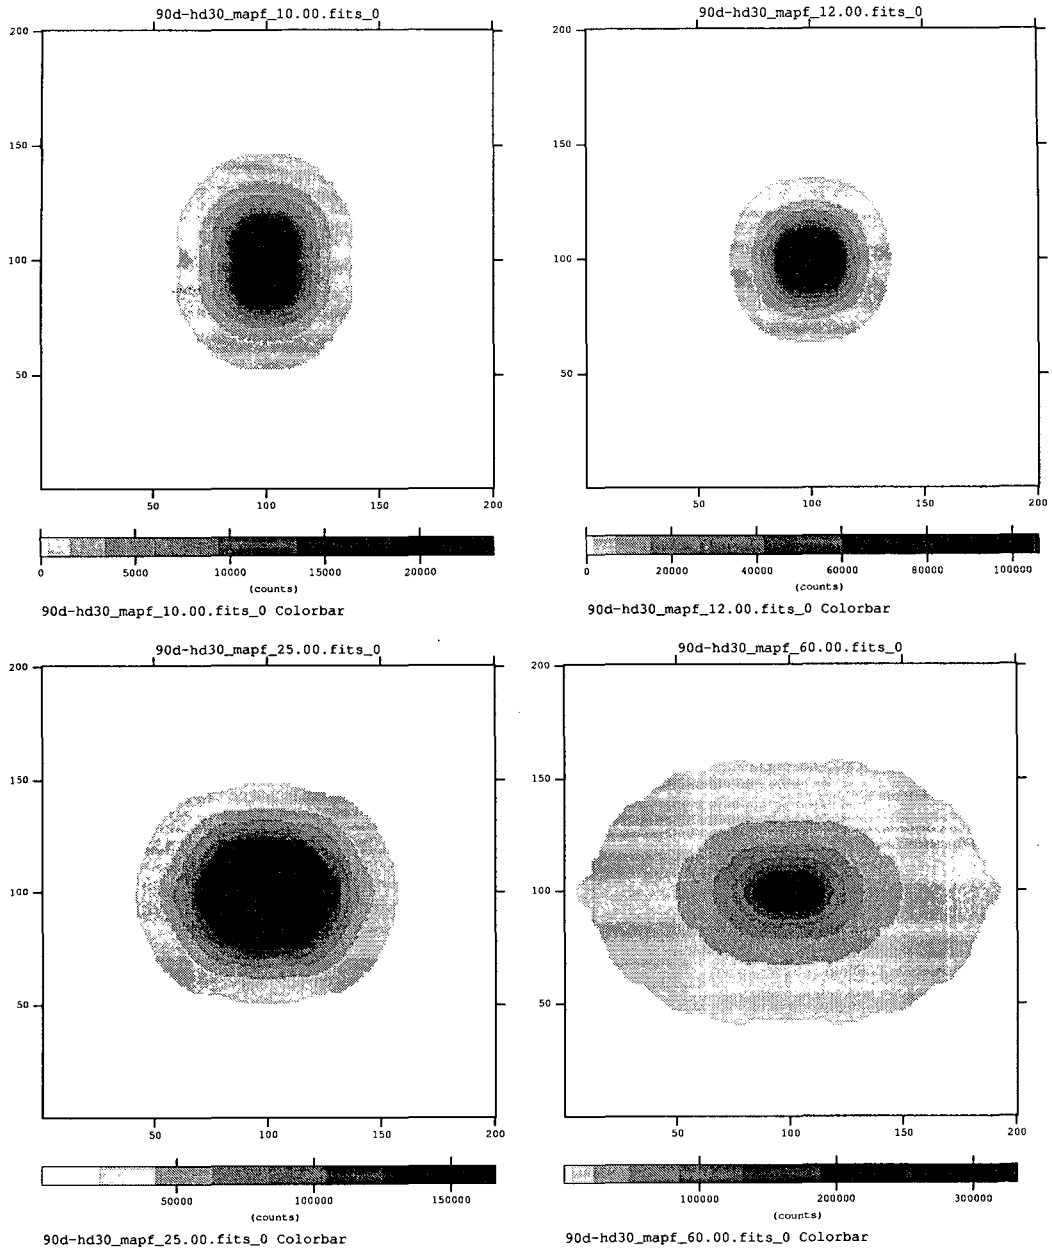 90d-hd30_mapf_10.00.fits_0
200
150
100
50
50 100 150 200
0 5000 10000 15000 20000
(counts)
90d-hd30_mapf_10.00.fits_0 Colorbar
90d-hd30_mapf_12.00.fits_0
200
150
100
50
50 100 150 200
0 20000 40000 60000 80000 100000
(counts)
90d-hd30_mapf_12.00.fits_0 Colorbar
90d-hd30_mapf_25.00.fits_0
200
150
100
50
50 100 150 200
50000 100000 150000
(counts)
90d-hd30_mapf_25.00.fits_0 Colorbar
90d-hd30_mapf_60.00.fits_0
200
150
100
50
50 100 150 200
100000 200000 300000
(counts)
90d-hd30_mapf_60.00.fits_0 Colorbar